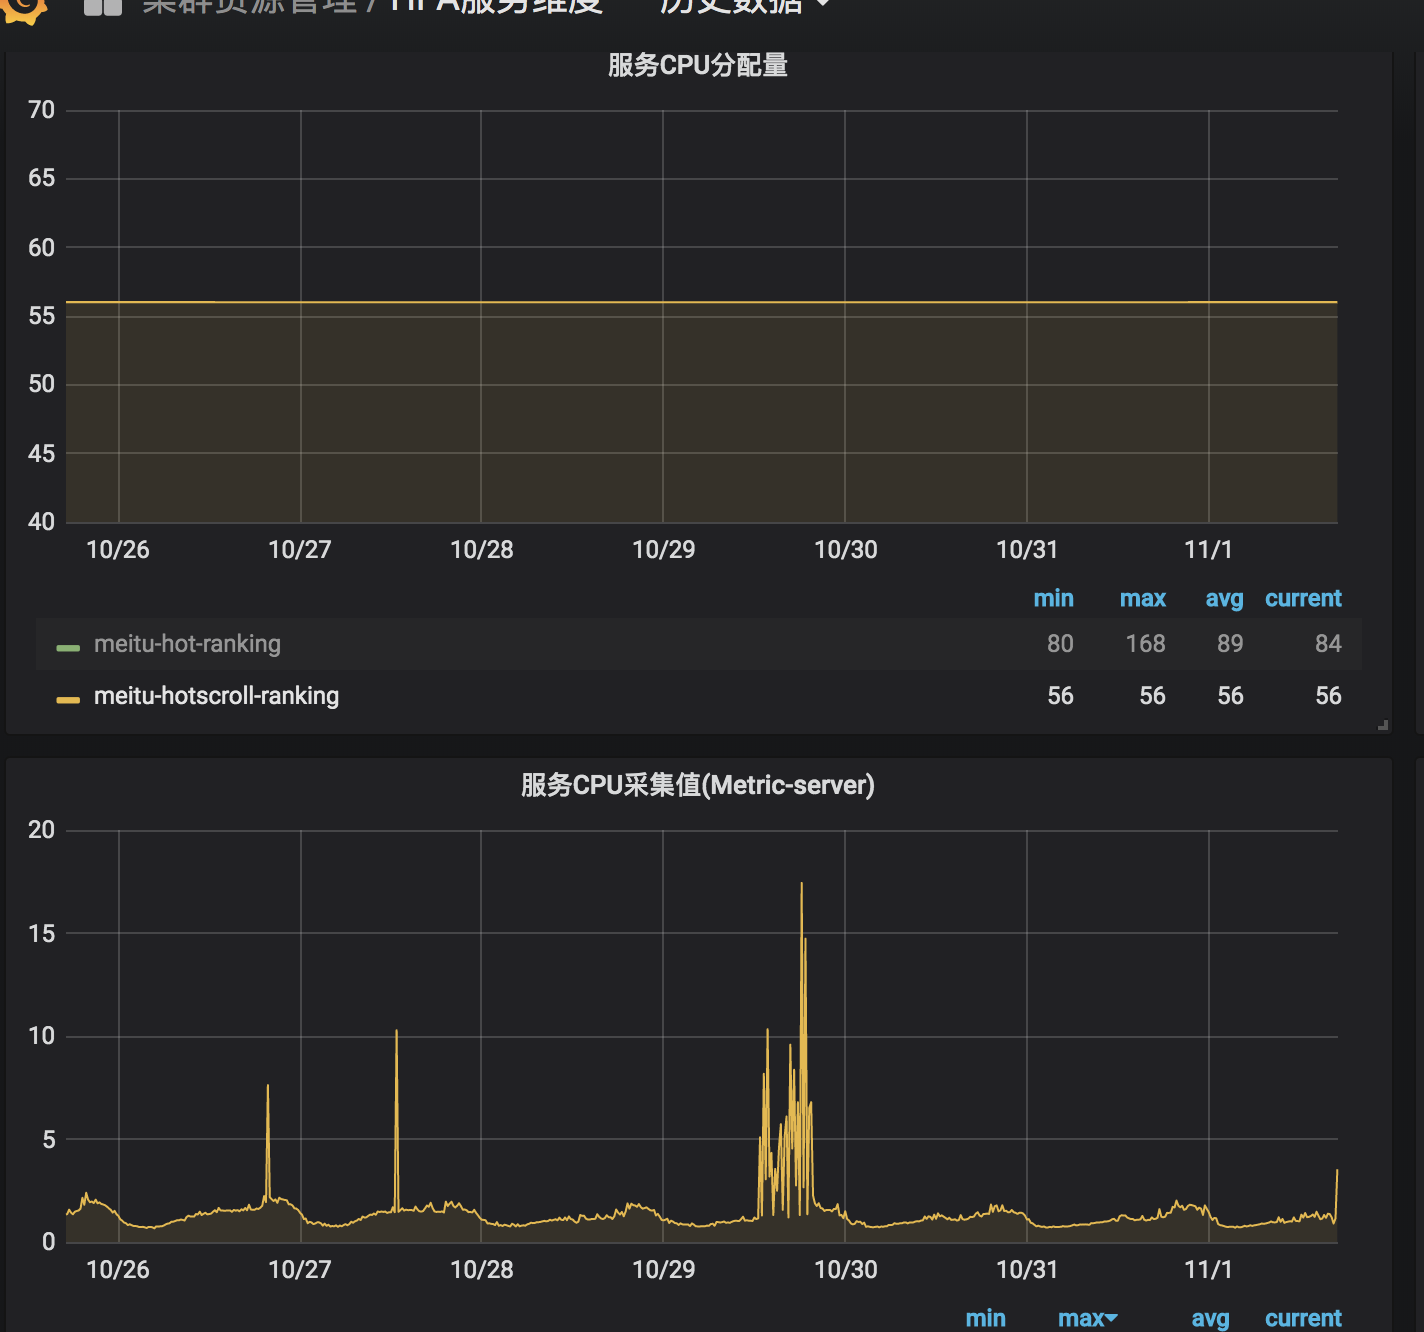 集群资源管理 / HPA服务维度 历史数据
服务CPU分配量
70
65
60
55
50
45
40
10/26 10/27 10/28 10/29 10/30 10/31 11/1
min max avg current
meitu-hot-ranking 80 168 89 84
meitu-hotscroll-ranking 56 56 56 56
服务CPU采集值(Metric-server)
20
15
10
5
0
10/26 10/27 10/28 10/29 10/30 10/31 11/1
min max avg current